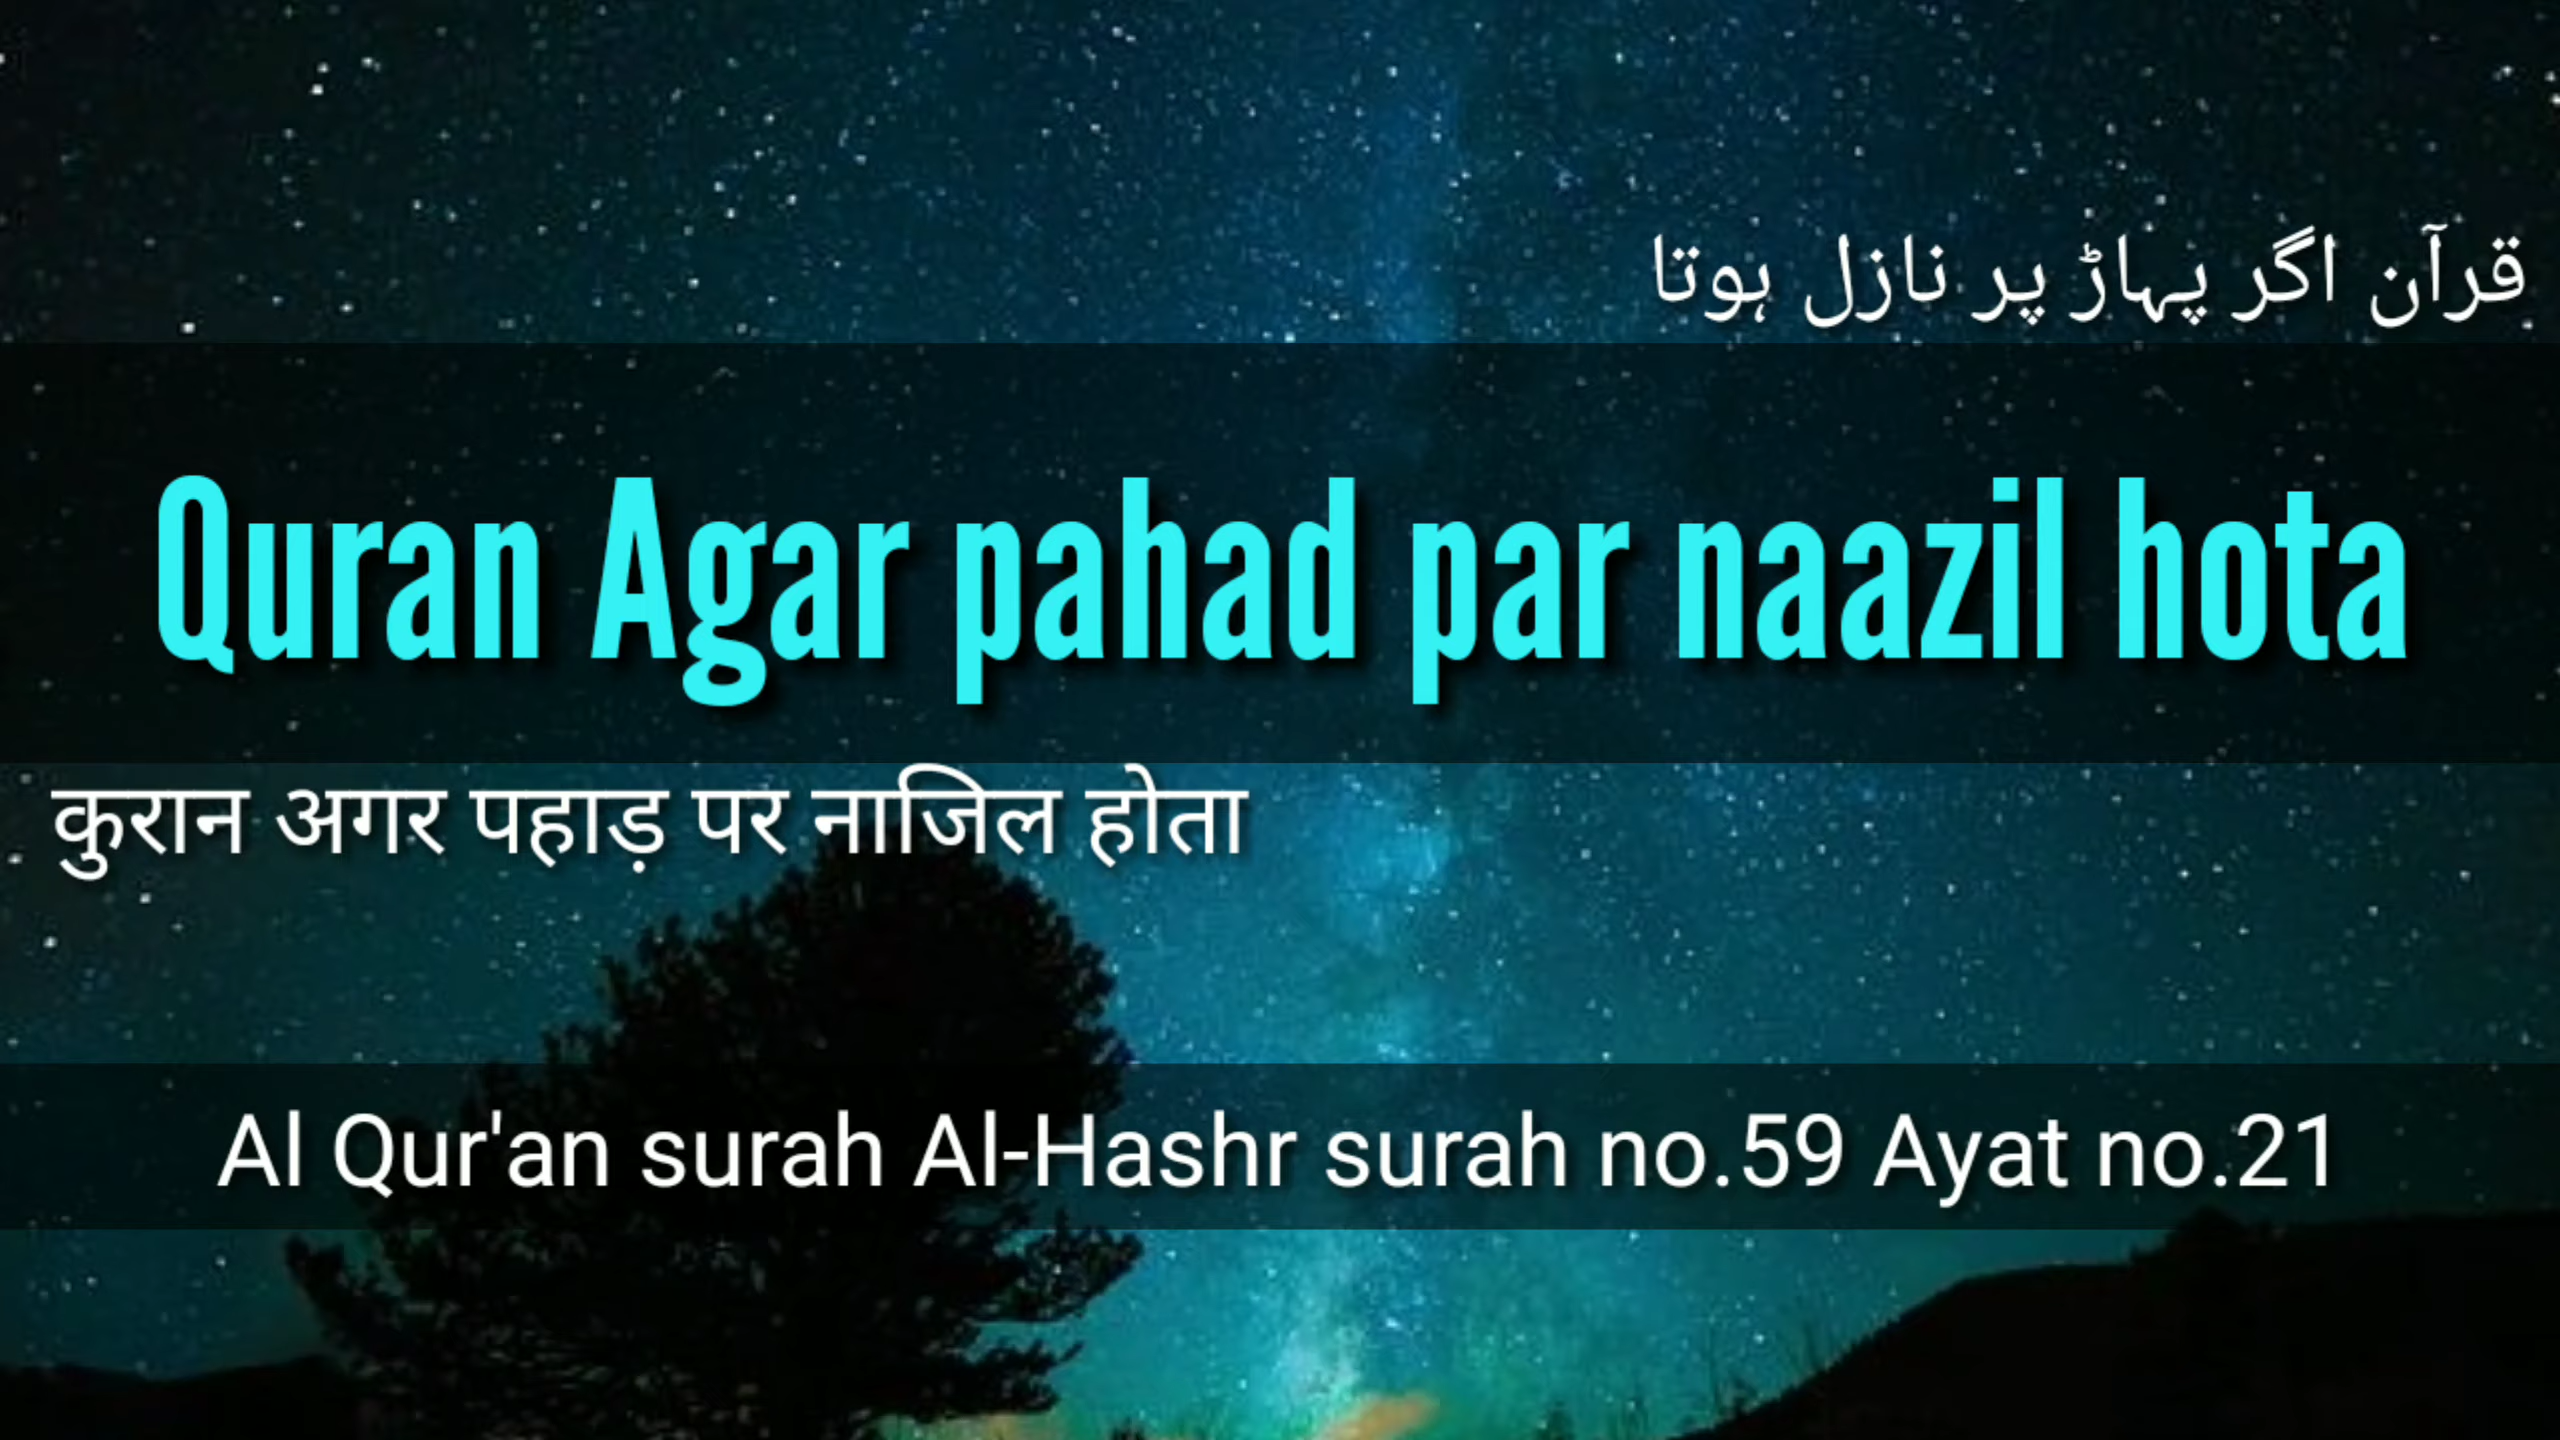 قرآن اگر پہاڑ پر نازل ہوتا
Quran Agar pahad par naazil hota
कुरान अगर पहाड़ पर नाजिल होता
Al Qur'an surah Al-Hashr surah no.59 Ayat no.21